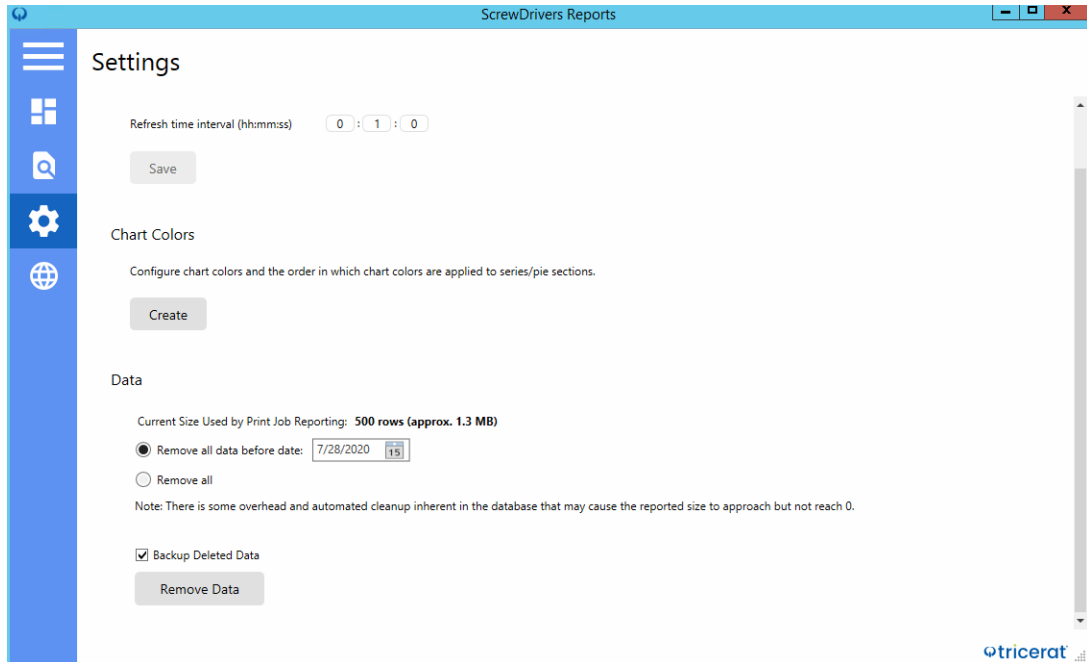 ScrewDrivers Reports
Settings
Refresh time interval (hh:mm:ss) 0 : 1 : 0
Save
Chart Colors
Configure chart colors and the order in which chart colors are applied to series/pie sections.
Create
Data
Current Size Used by Print Job Reporting: 500 rows (approx. 1.3 MB)
Remove all data before date: 7/28/2020 15
Remove all
Note: There is some overhead and automated cleanup inherent in the database that may cause the reported size to approach but not reach 0.
Backup Deleted Data
Remove Data
tricerat